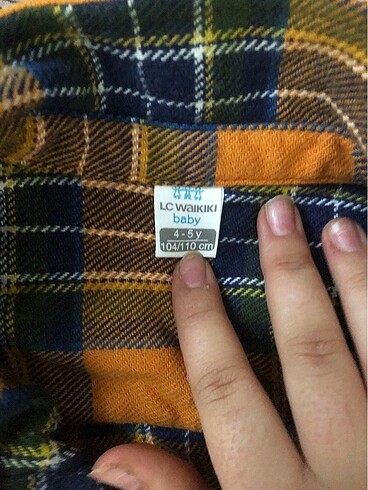 LC WAIKIKI
baby
4 - 5 y
104/110 cm